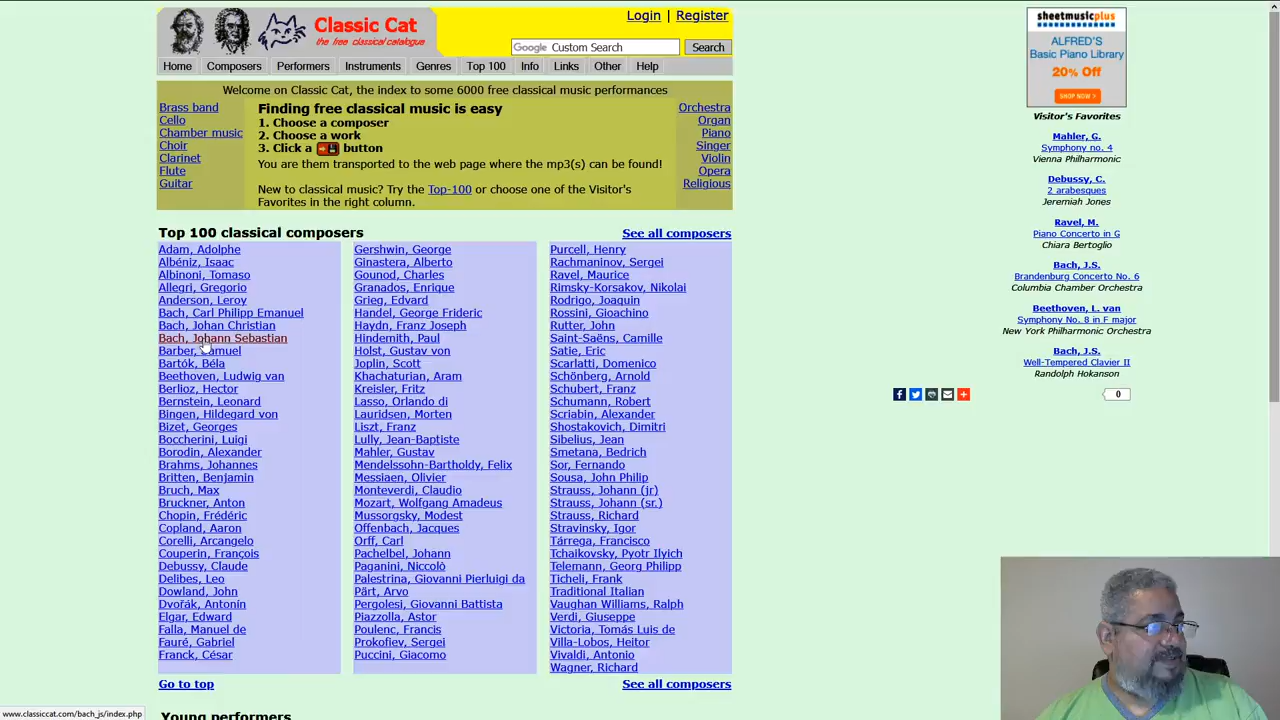 Classic Cat
the free classical catalogue
Login | Register
Google Custom Search
Search
Home
Composers
Performers
Instruments
Genres
Top 100
Info
Links
Other
Help
Welcome on Classic Cat, the index to some 6000 free classical music performances
Brass band
Cello
Chamber music
Choir
Clarinet
Flute
Guitar
Finding free classical music is easy
1. Choose a composer
2. Choose a work
3. Click a button
You are them transported to the web page where the mp3(s) can be found!
New to classical music? Try the Top-100 or choose one of the Visitor's
Favorites in the right column.
Orchestra
Organ
Piano
Singer
Violin
Opera
Religious
Top 100 classical composers
See all composers
Adam, Adolphe
Albéniz, Isaac
Albinoni, Tomaso
Allegri, Gregorio
Anderson, Leroy
Bach, Carl Philipp Emanuel
Bach, Johan Christian
Bach, Johann Sebastian
Barber, Samuel
Bartók, Béla
Beethoven, Ludwig van
Berlioz, Hector
Bernstein, Leonard
Bingen, Hildegard von
Bizet, Georges
Boccherini, Luigi
Borodin, Alexander
Brahms, Johannes
Britten, Benjamin
Bruch, Max
Bruckner, Anton
Chopin, Frédéric
Copland, Aaron
Corelli, Arcangelo
Couperin, François
Debussy, Claude
Delibes, Leo
Dowland, John
Dvořák, Antonín
Elgar, Edward
Falla, Manuel de
Fauré, Gabriel
Franck, César
Gershwin, George
Ginastera, Alberto
Gounod, Charles
Granados, Enrique
Grieg, Edvard
Handel, George Frideric
Haydn, Franz Joseph
Hindemith, Paul
Holst, Gustav von
Joplin, Scott
Khachaturian, Aram
Kreisler, Fritz
Lasso, Orlando di
Lauridsen, Morten
Liszt, Franz
Lully, Jean-Baptiste
Mahler, Gustav
Mendelssohn-Bartholdy, Felix
Messiaen, Olivier
Monteverdi, Claudio
Mozart, Wolfgang Amadeus
Mussorgsky, Modest
Offenbach, Jacques
Orff, Carl
Pachelbel, Johann
Paganini, Niccolò
Palestrina, Giovanni Pierluigi da
Pärt, Arvo
Pergolesi, Giovanni Battista
Piazzolla, Astor
Poulenc, Francis
Prokofiev, Sergei
Puccini, Giacomo
Purcell, Henry
Rachmaninov, Sergei
Ravel, Maurice
Rimsky-Korsakov, Nikolai
Rodrigo, Joaquin
Rossini, Gioachino
Rutter, John
Saint-Saëns, Camille
Satie, Eric
Scarlatti, Domenico
Schönberg, Arnold
Schubert, Franz
Schumann, Robert
Scriabin, Alexander
Shostakovich, Dimitri
Sibelius, Jean
Smetana, Bedrich
Sor, Fernando
Sousa, John Philip
Strauss, Johann (jr)
Strauss, Johann (sr.)
Strauss, Richard
Stravinsky, Igor
Tárrega, Francisco
Tchaikovsky, Pyotr Ilyich
Telemann, Georg Philipp
Ticheli, Frank
Traditional Italian
Vaughan Williams, Ralph
Verdi, Giuseppe
Victoria, Tomás Luis de
Villa-Lobos, Heitor
Vivaldi, Antonio
Wagner, Richard
Go to top
See all composers
Young performers
sheetmusicplus
ALFRED'S
Basic Piano Library
20% Off
SHOP NOW >
Visitor's Favorites
Mahler, G.
Symphony no. 4
Vienna Philharmonic
Debussy, C.
2 arabesques
Jeremiah Jones
Ravel, M.
Piano Concerto in G
Chiara Bertoglio
Bach, J.S.
Brandenburg Concerto No. 6
Columbia Chamber Orchestra
Beethoven, L. van
Symphony No. 8 in F major
New York Philharmonic Orchestra
Bach, J.S.
Well-Tempered Clavier II
Randolph Hokanson
0
www.classiccat.com/bach_js/index.php